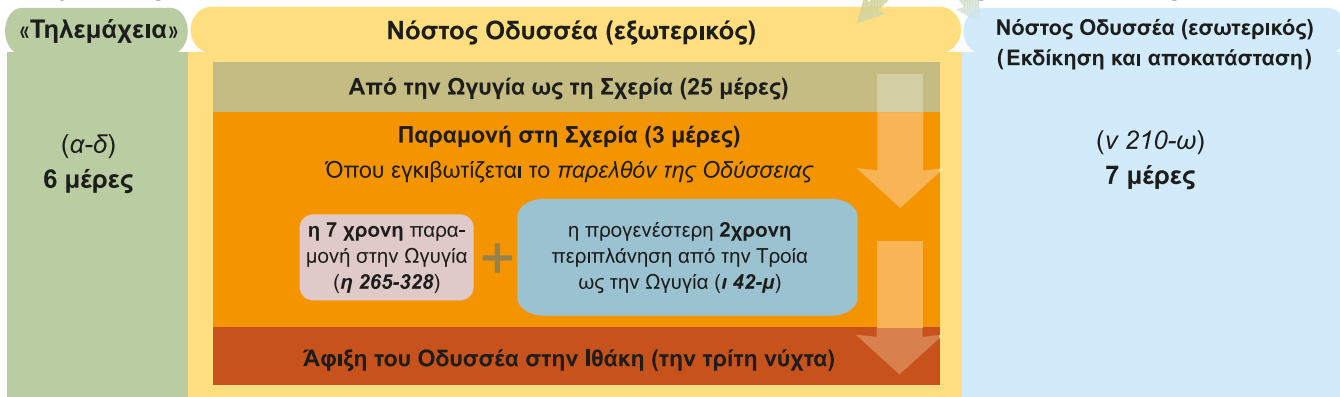 «Τηλεμάχεια»
(α-δ)
6 μέρες
Νόστος Οδυσσέα (εξωτερικός)
Από την Ωγυγία ως τη Σχερία (25 μέρες)
Παραμονή στη Σχερία (3 μέρες)
Όπου εγκιβωτίζεται το παρελθόν της Οδύσσειας
η 7 χρονη παρα-
μονή στην Ωγυγία
(η 265-328)
+
η προγενέστερη 2χρονη
περιπλάνηση από την Τροία
ως την Ωγυγία (ι 42-μ)
Άφιξη του Οδυσσέα στην Ιθάκη (την τρίτη νύχτα)
Νόστος Οδυσσέα (εσωτερικός)
(Εκδίκηση και αποκατάσταση)
(ν 210-ω)
7 μέρες